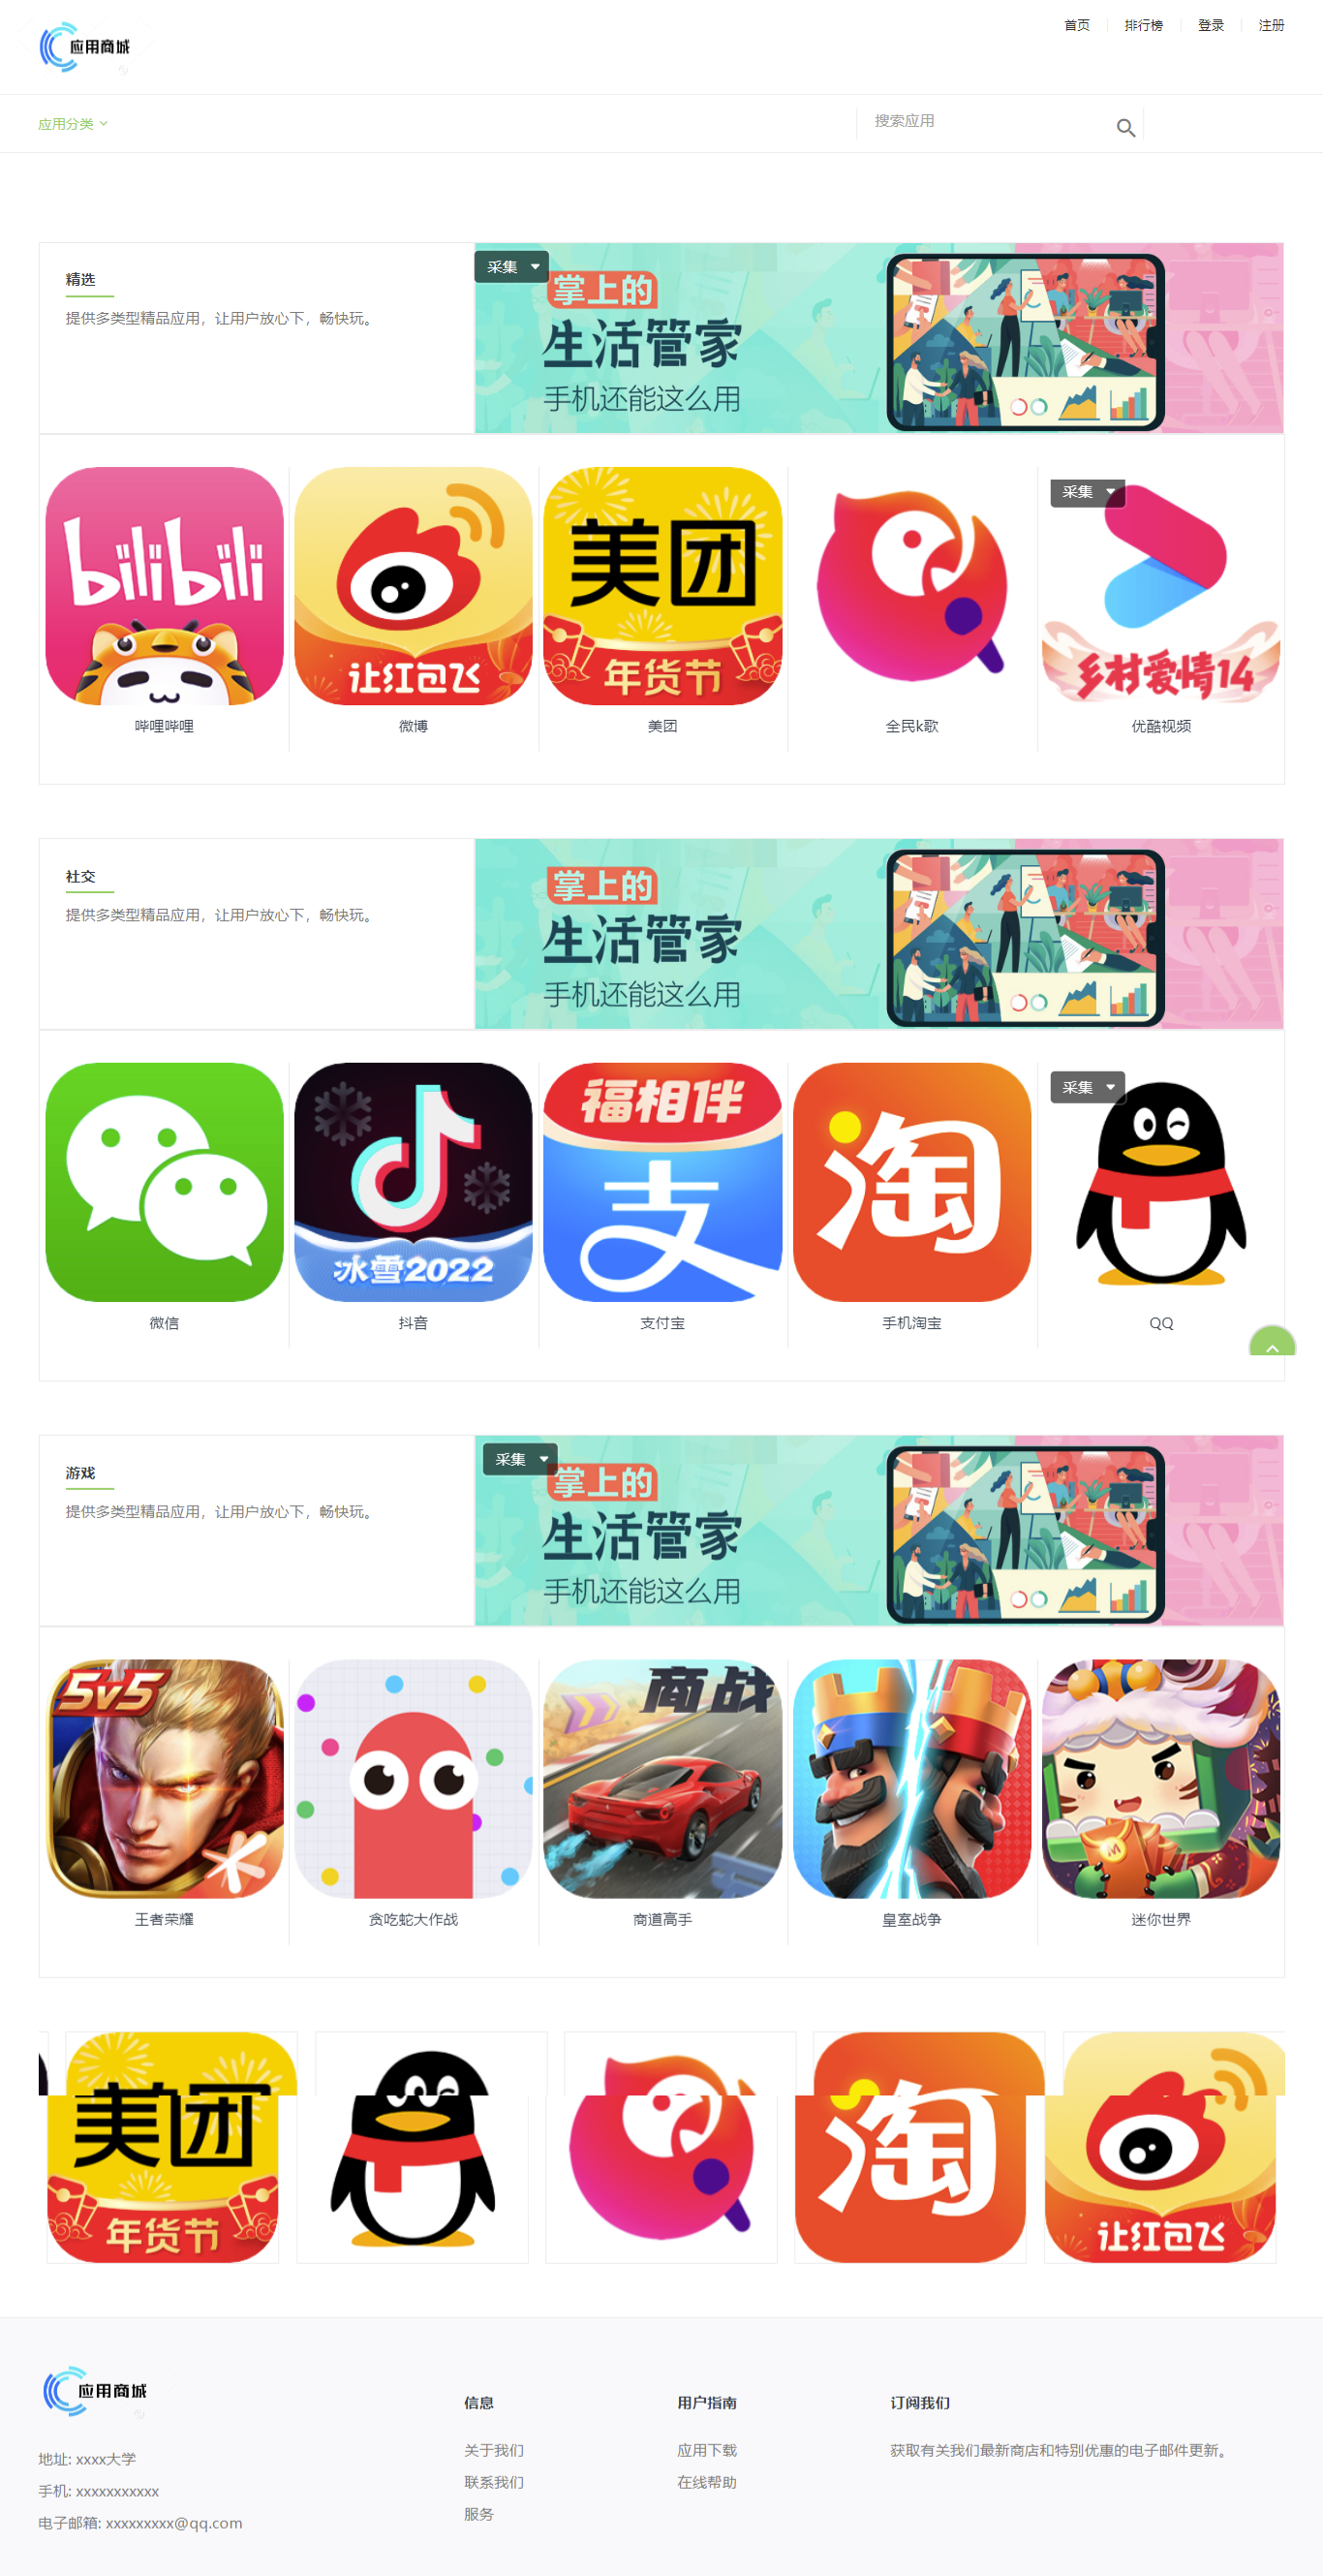 应用商城
首页
排行榜
登录
注册
应用分类
搜索应用
精选
提供多类型精品应用，让用户放心下，畅快玩。
采集
掌上的
生活管家
手机还能这么用
bilibili
让红包飞
美团
年货节
采集
乡村爱情14
哔哩哔哩
微博
美团
全民k歌
优酷视频
社交
提供多类型精品应用，让用户放心下，畅快玩。
掌上的
生活管家
手机还能这么用
冰雪2022
福相伴
支
淘
采集
微信
抖音
支付宝
手机淘宝
QQ
游戏
提供多类型精品应用，让用户放心下，畅快玩。
采集
掌上的
生活管家
手机还能这么用
5v5
商战
王者荣耀
贪吃蛇大作战
商道高手
皇室战争
迷你世界
美团
年货节
淘
让红包飞
应用商城
地址: xxxx大学
手机: xxxxxxxxxxx
电子邮箱: xxxxxxxxx@qq.com
信息
关于我们
联系我们
服务
用户指南
应用下载
在线帮助
订阅我们
获取有关我们最新商店和特别优惠的电子邮件更新。